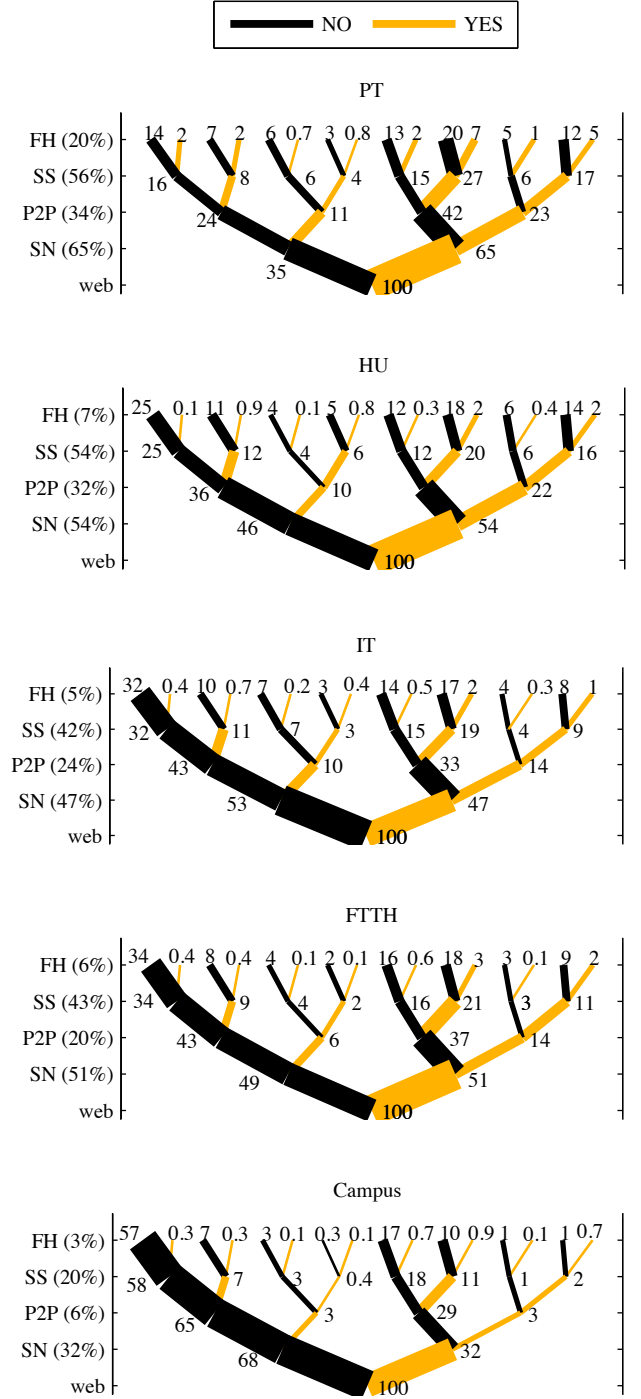 NO YES
PT
FH (20%) 14 2 7 2 6 0.7 3 0.8 13 2 20 7 5 1 12 5
SS (56%) 16 8 6 4 15 27 6 17
P2P (34%) 24 11 42 23
SN (65%) 35 65
web 100
HU
FH (7%) 25 0.1 11 0.9 4 0.1 5 0.8 12 0.3 18 2 6 0.4 14 2
SS (54%) 25 12 4 6 12 20 6 16
P2P (32%) 36 10 22
SN (54%) 46 54
web 100
IT
FH (5%) 32 0.4 10 0.7 7 0.2 3 0.4 14 0.5 17 2 4 0.3 8 1
SS (42%) 32 11 7 3 15 19 4 9
P2P (24%) 43 10 33 14
SN (47%) 53 47
web 100
FTTH
FH (6%) 34 0.4 8 0.4 4 0.1 2 0.1 16 0.6 18 3 3 0.1 9 2
SS (43%) 34 9 4 2 16 21 3 11
P2P (20%) 43 6 37 14
SN (51%) 49 51
web 100
Campus
FH (3%) 57 0.3 7 0.3 3 0.1 0.3 0.1 17 0.7 10 0.9 1 0.1 1 0.7
SS (20%) 58 7 3 0.4 18 11 1 2
P2P (6%) 65 3 29 3
SN (32%) 68 32
web 100